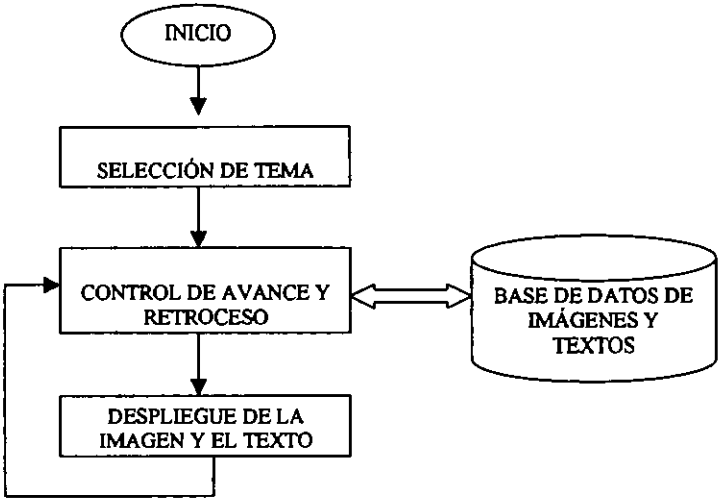 INICIO
SELECCIÓN DE TEMA
CONTROL DE AVANCE Y
RETROCESO
BASE DE DATOS DE
IMÁGENES Y
TEXTOS
DESPLIEGUE DE LA
IMAGEN Y EL TEXTO